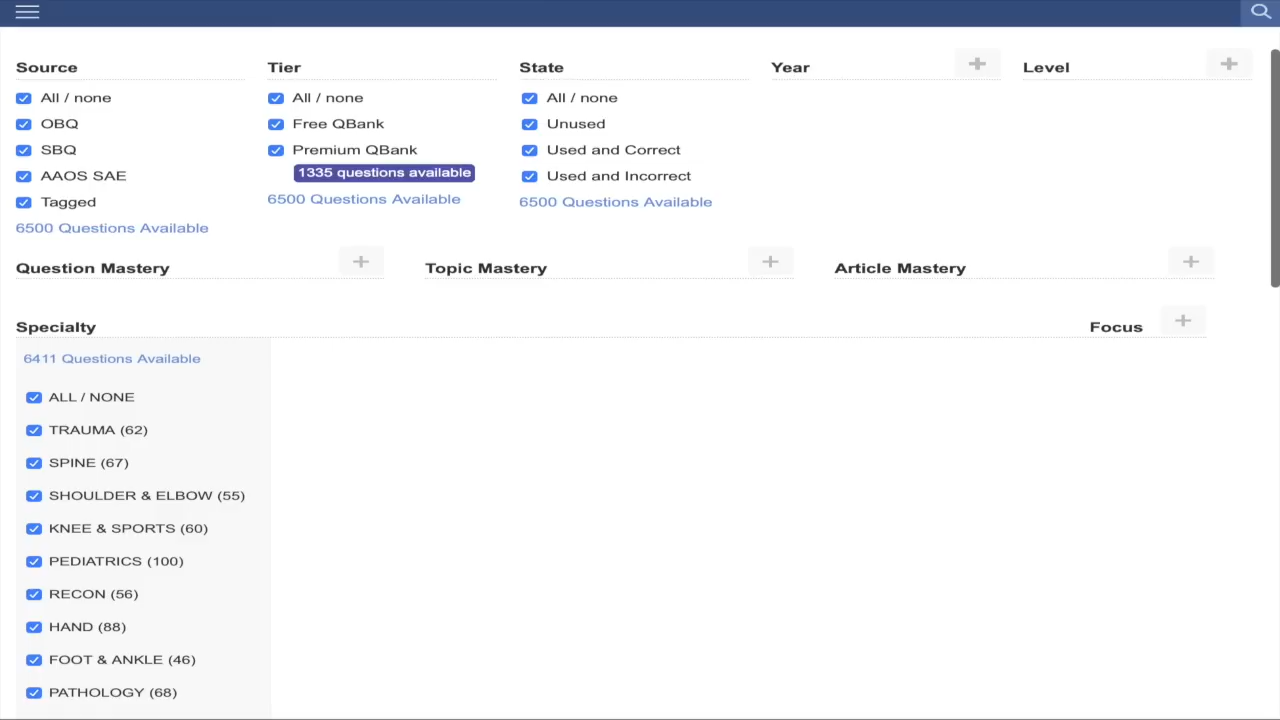 Source
All / none
OBQ
SBQ
AAOS SAE
Tagged
6500 Questions Available
Tier
All / none
Free QBank
Premium QBank
1335 questions available
6500 Questions Available
State
All / none
Unused
Used and Correct
Used and Incorrect
6500 Questions Available
Year
Level
Question Mastery
Topic Mastery
Article Mastery
Specialty
Focus
6411 Questions Available
ALL / NONE
TRAUMA (62)
SPINE (67)
SHOULDER & ELBOW (55)
KNEE & SPORTS (60)
PEDIATRICS (100)
RECON (56)
HAND (88)
FOOT & ANKLE (46)
PATHOLOGY (68)